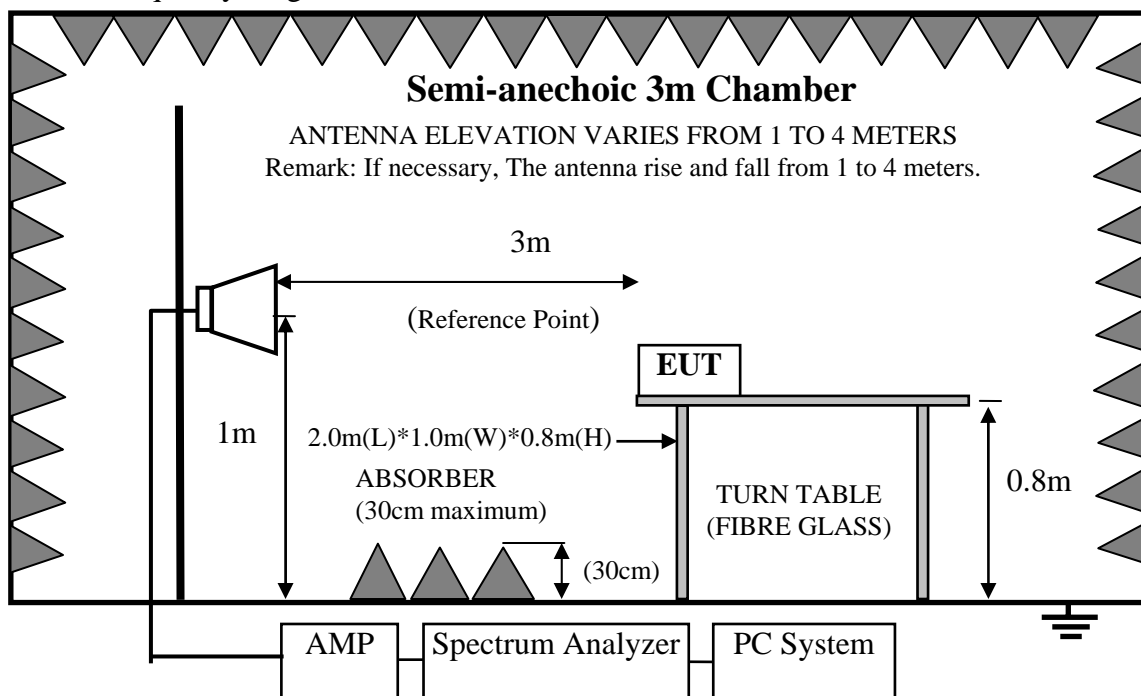 Semi-anechoic 3m Chamber
ANTENNA ELEVATION VARIES FROM 1 TO 4 METERS
Remark: If necessary, The antenna rise and fall from 1 to 4 meters.
3m
(Reference Point)
EUT
1m
2.0m(L)*1.0m(W)*0.8m(H)
ABSORBER
(30cm maximum)
TURN TABLE
(FIBRE GLASS)
0.8m
(30cm)
AMP
Spectrum Analyzer
PC System